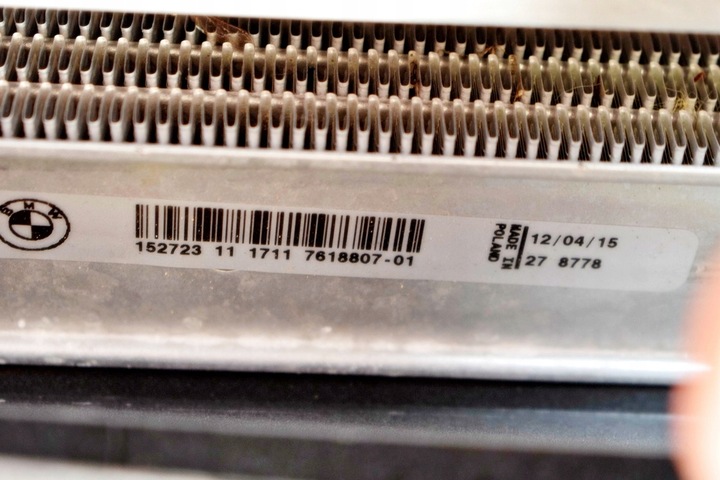 BMW
152723 11 1711 7618807-01
MADE IN
POLAND
12/04/15
27 8778